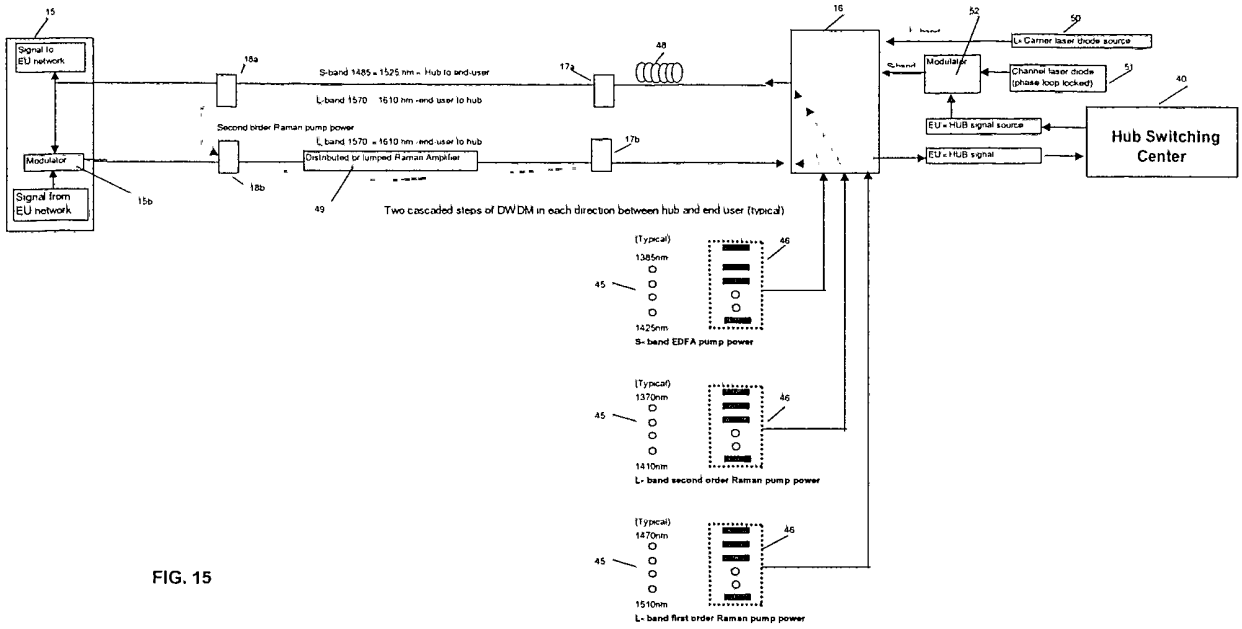 15
16
52
50
Signal to
EU network
L- Carrier laser diode source
48
18a
17a
S-band 1485 = 1525 nm - Hub to end-user
L-band 1570 = 1610 nm -end user to hub
S-band
Modulator
Channel laser diode
(phase loop locked)
51
40
Second order Raman pump power
L band 1570 = 1610 nm -end user to hub
EU = HUB signal source
Hub Switching
Center
Modulator
Distributed or lumped Raman Amplifier
17b
EU = HUB signal
Signal from
EU network
15b
18b
49
Two cascaded steps of DWDM in each direction between hub and end user (typical)
(Typical)
46
1385nm
45
1425nm
S- band EDFA pump power
(Typical)
1370nm
46
45
1410nm
L- band second order Raman pump power
(Typical)
1470nm
46
45
1510nm
L- band first order Raman pump power
FIG. 15